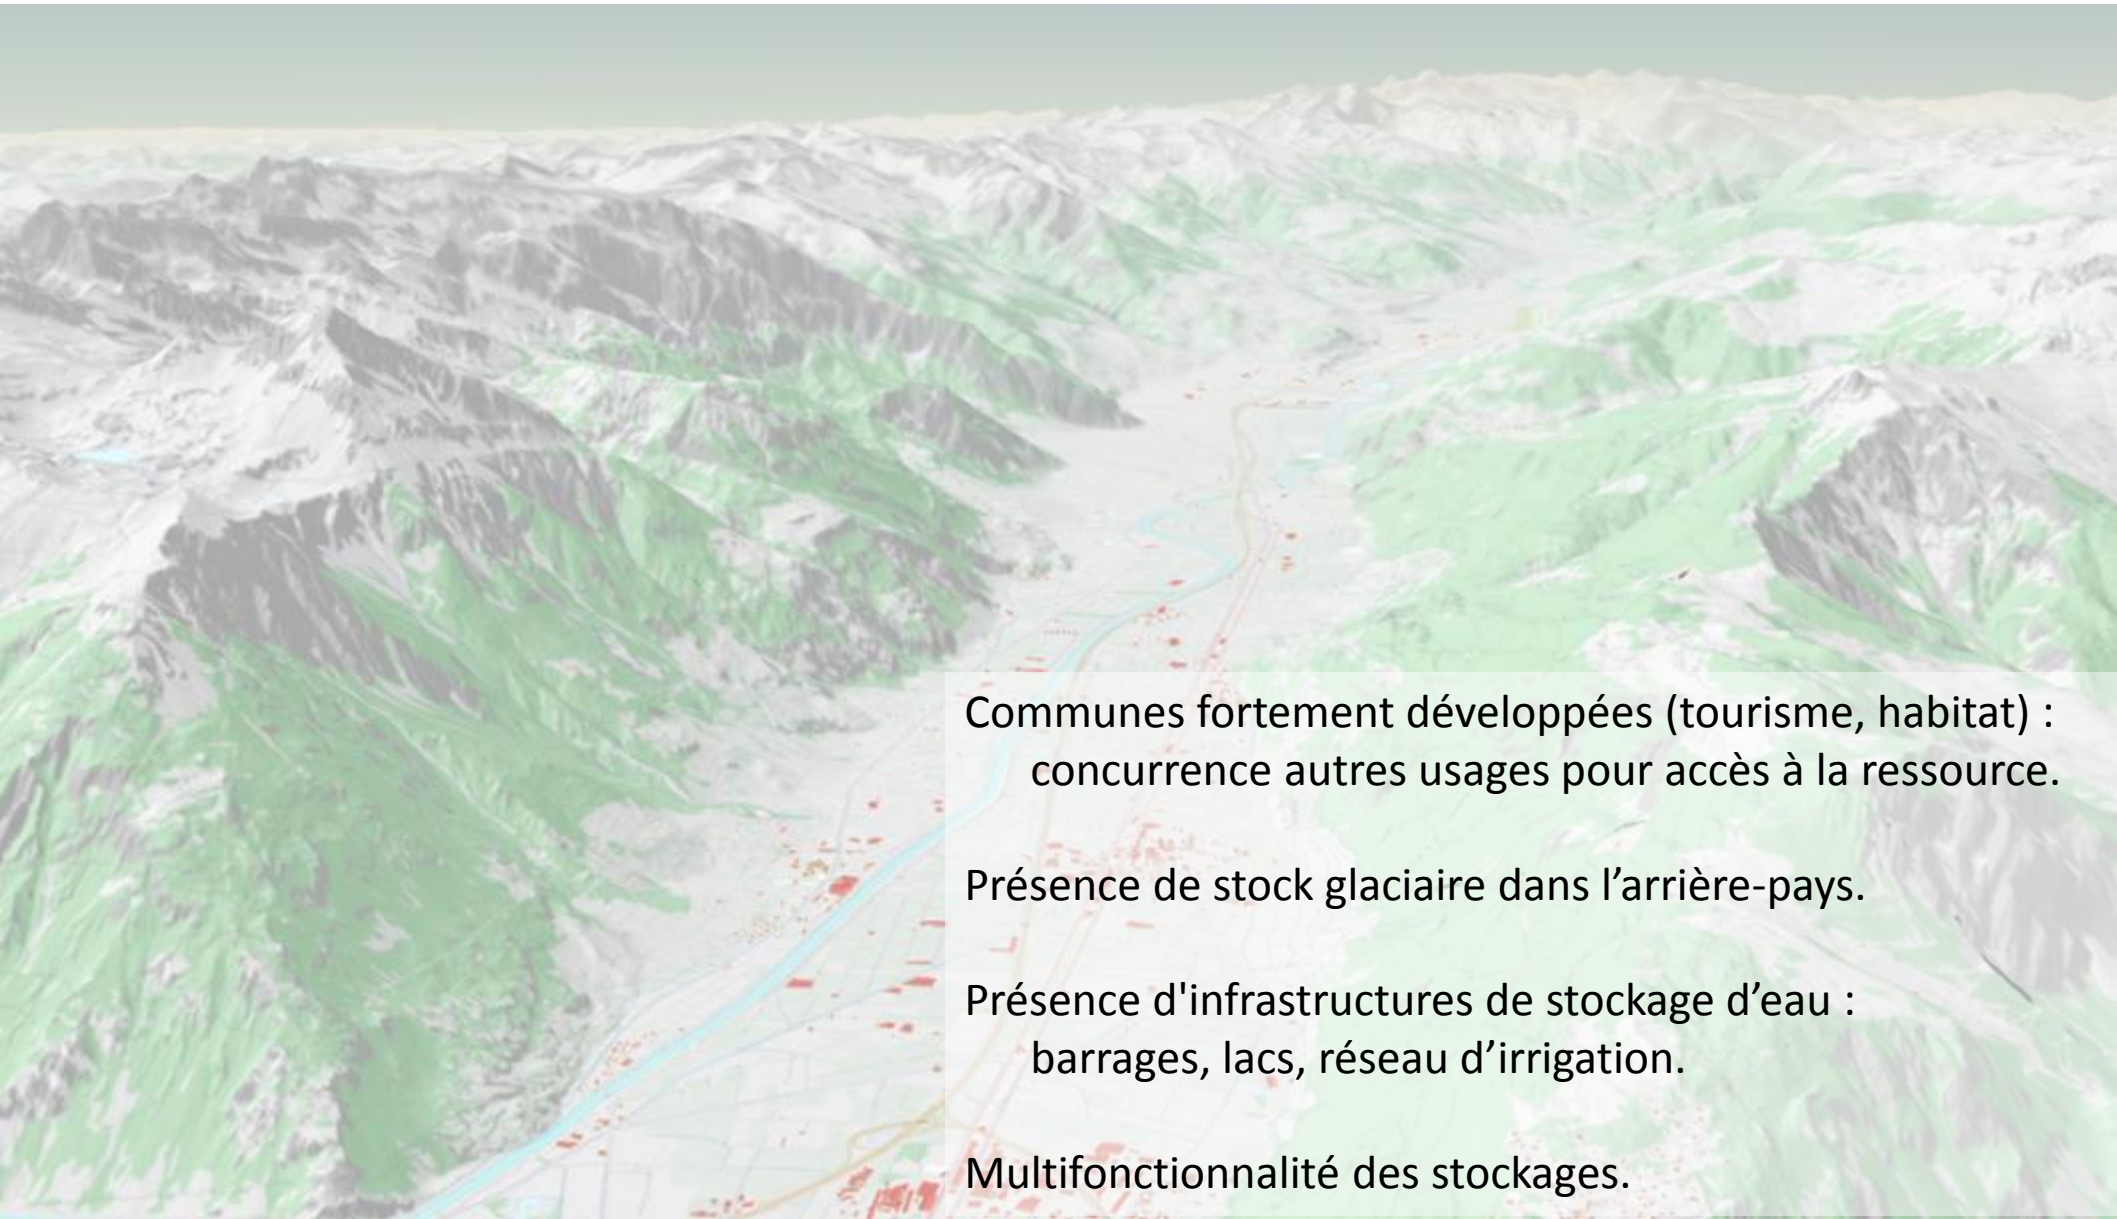 Communes fortement développées (tourisme, habitat) :
concurrence autres usages pour accès à la ressource.
Présence de stock glaciaire dans l’arrière-pays.
Présence d'infrastructures de stockage d’eau :
barrages, lacs, réseau d’irrigation.
Multifonctionnalité des stockages.